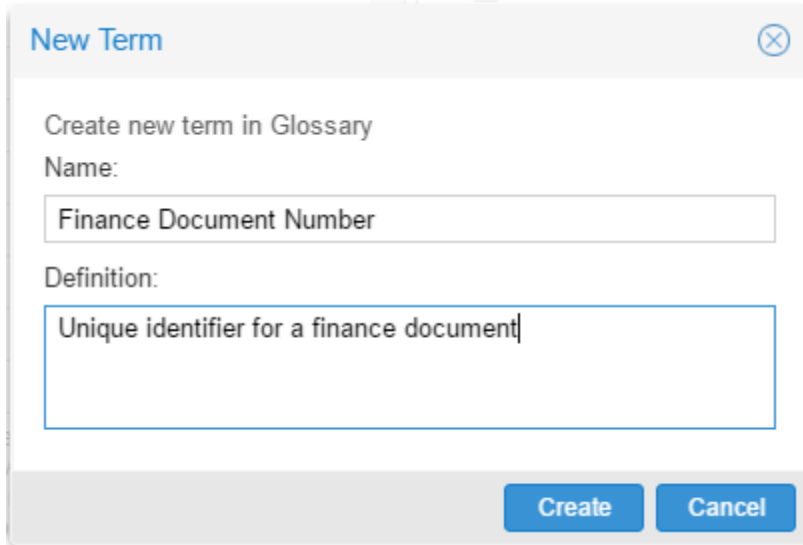 New Term
Create new term in Glossary
Name:
Finance Document Number
Definition:
Unique identifier for a finance document
Create Cancel